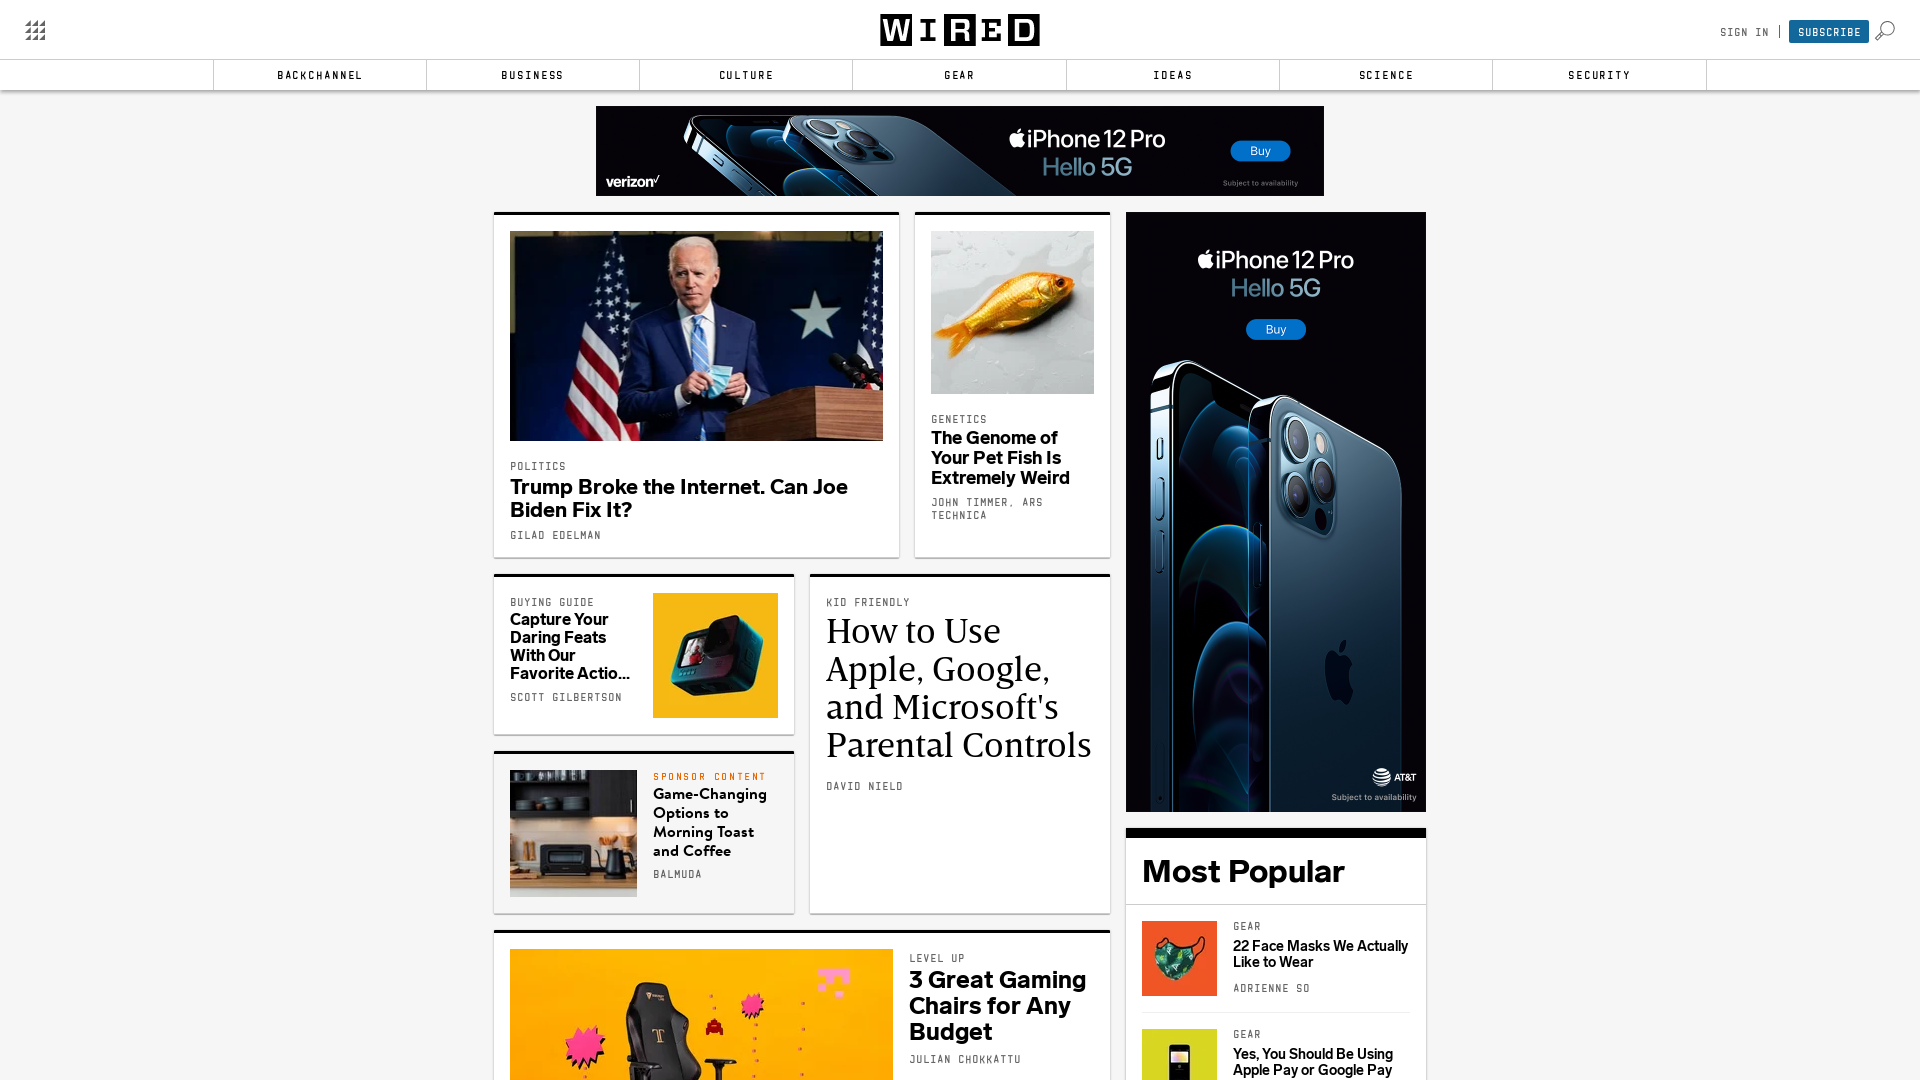 WIRED
SIGN IN
SUBSCRIBE
BACKCHANNEL
BUSINESS
CULTURE
GEAR
IDEAS
SCIENCE
SECURITY
iPhone 12 Pro
Hello 5G
Buy
verizon✓
Subject to availability
POLITICS
Trump Broke the Internet. Can Joe
Biden Fix It?
GILAD EDELMAN
GENETICS
The Genome of
Your Pet Fish Is
Extremely Weird
JOHN TIMMER, ARS
TECHNICA
iPhone 12 Pro
Hello 5G
Buy
AT&T
Subject to availability
BUYING GUIDE
Capture Your
Daring Feats
With Our
Favorite Actio...
SCOTT GILBERTSON
KID FRIENDLY
How to Use
Apple, Google,
and Microsoft's
Parental Controls
DAVID NIELD
SPONSOR CONTENT
Game-Changing
Options to
Morning Toast
and Coffee
BALMUDA
LEVEL UP
3 Great Gaming
Chairs for Any
Budget
JULIAN CHOKKATTU
Most Popular
GEAR
22 Face Masks We Actually
Like to Wear
ADRIENNE SO
GEAR
Yes, You Should Be Using
Apple Pay or Google Pay